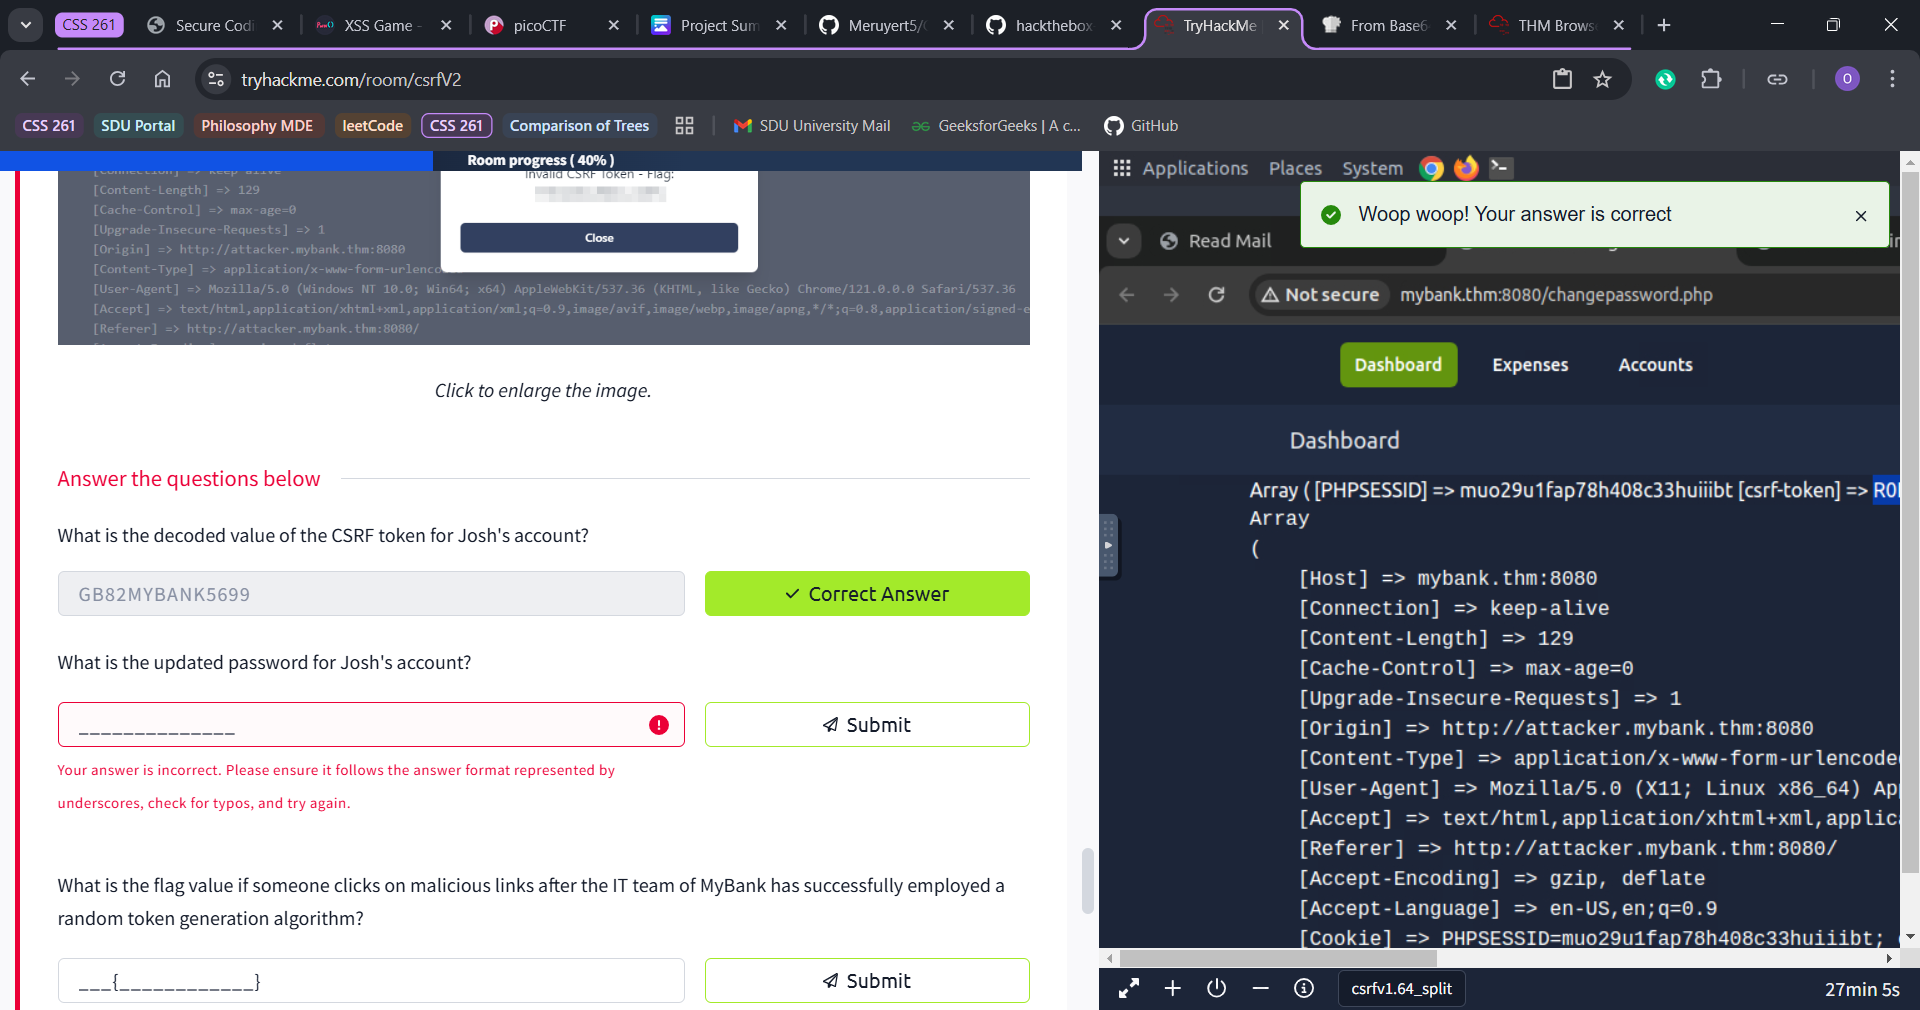 CSS 261
Secure Codi
XSS Game -
picoCTF
Project Sum
Meruyert5/
hackthebox
TryHackMe
From Base6
THM Brows
tryhackme.com/room/csrfV2
O
CSS 261
SDU Portal
Philosophy MDE
leetCode
CSS 261
Comparison of Trees
SDU University Mail
GeeksforGeeks | A c...
GitHub
Room progress ( 40% )
[Connection] => keep-alive
[Content-Length] => 129
[Cache-Control] => max-age=0
[Upgrade-Insecure-Requests] => 1
[Origin] => http://attacker.mybank.thm:8080
[Content-Type] => application/x-www-form-urlenco
[User-Agent] => Mozilla/5.0 (Windows NT 10.0; Win64; x64) AppleWebKit/537.36 (KHTML, like Gecko) Chrome/121.0.0.0 Safari/537.36
[Accept] => text/html,application/xhtml+xml,application/xml;q=0.9,image/avif,image/webp,image/apng,*/*;q=0.8,application/signed-e
[Referer] => http://attacker.mybank.thm:8080/
Invalid CSRF Token - Flag:
Close
Click to enlarge the image.
Answer the questions below
What is the decoded value of the CSRF token for Josh's account?
GB82MYBANK5699
Correct Answer
What is the updated password for Josh's account?
______________
Submit
Your answer is incorrect. Please ensure it follows the answer format represented by
underscores, check for typos, and try again.
What is the flag value if someone clicks on malicious links after the IT team of MyBank has successfully employed a
random token generation algorithm?
___{____________}
Submit
Applications
Places
System
Woop woop! Your answer is correct
Read Mail
Not secure
mybank.thm:8080/changepassword.php
Dashboard
Expenses
Accounts
Dashboard
Array ( [PHPSESSID] => muo29u1fap78h408c33huiiibt [csrf-token] => R0I
Array
(
[Host] => mybank.thm:8080
[Connection] => keep-alive
[Content-Length] => 129
[Cache-Control] => max-age=0
[Upgrade-Insecure-Requests] => 1
[Origin] => http://attacker.mybank.thm:8080
[Content-Type] => application/x-www-form-urlencode
[User-Agent] => Mozilla/5.0 (X11; Linux x86_64) Ap
[Accept] => text/html,application/xhtml+xml,applic
[Referer] => http://attacker.mybank.thm:8080/
[Accept-Encoding] => gzip, deflate
[Accept-Language] => en-US,en;q=0.9
[Cookie] => PHPSESSID=muo29u1fap78h408c33huiiibt;
csrfv1.64_split
27min 5s